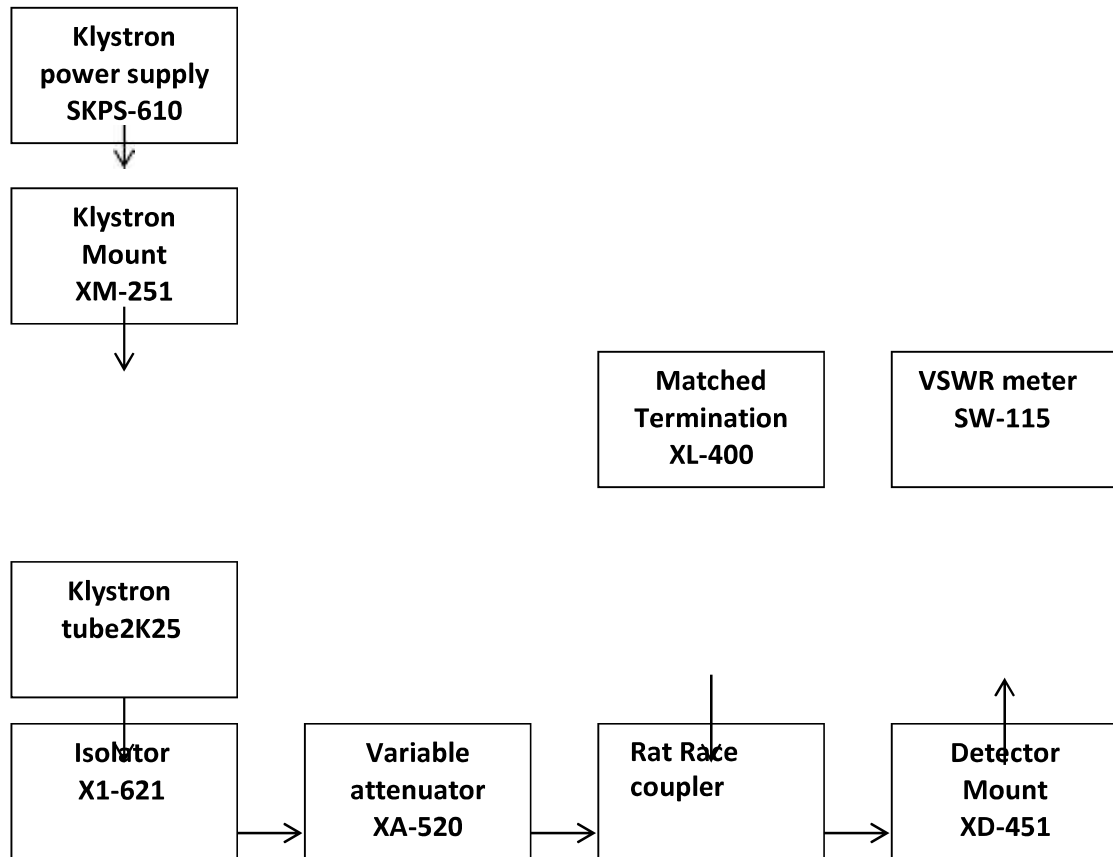 Klystron
power supply
SKPS-610
Klystron
Mount
XM-251
Matched
Termination
XL-400
VSWR meter
SW-115
Klystron
tube2K25
Isolator
X1-621
Variable
attenuator
XA-520
Rat Race
coupler
Detector
Mount
XD-451